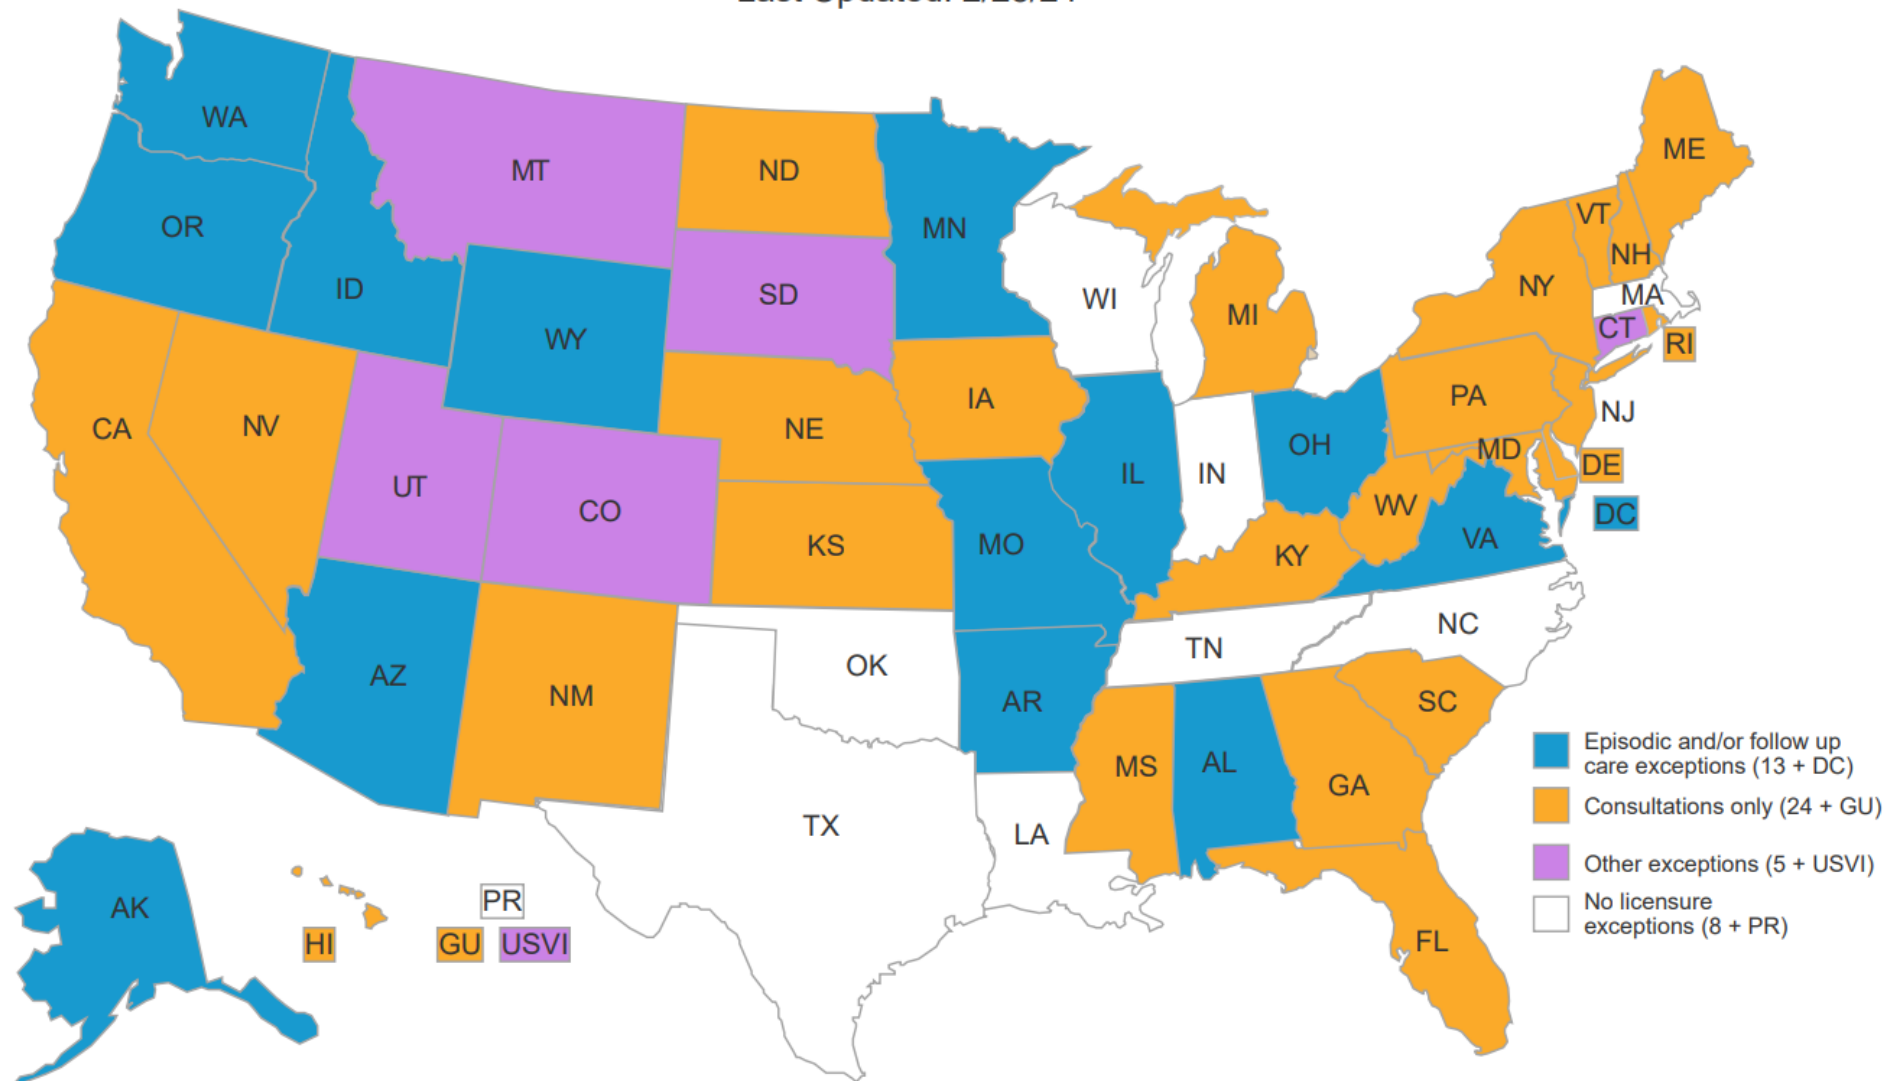 Last Updated:
WA
MT
ND
MN
ME
OR
ID
SD
WI
VT
NH
NY
MA
WY
MI
CT
RI
CA
NV
NE
IA
PA
NJ
UT
CO
IL
IN
OH
MD
DE
KS
MO
WV
DC
KY
VA
AZ
NM
OK
TN
NC
AR
SC
TX
LA
MS
AL
GA
FL
AK
HI
PR
GU
USVI
Episodic and/or follow up
care exceptions (13 + DC)
Consultations only (24 + GU)
Other exceptions (5 + USVI)
No licensure
exceptions (8 + PR)